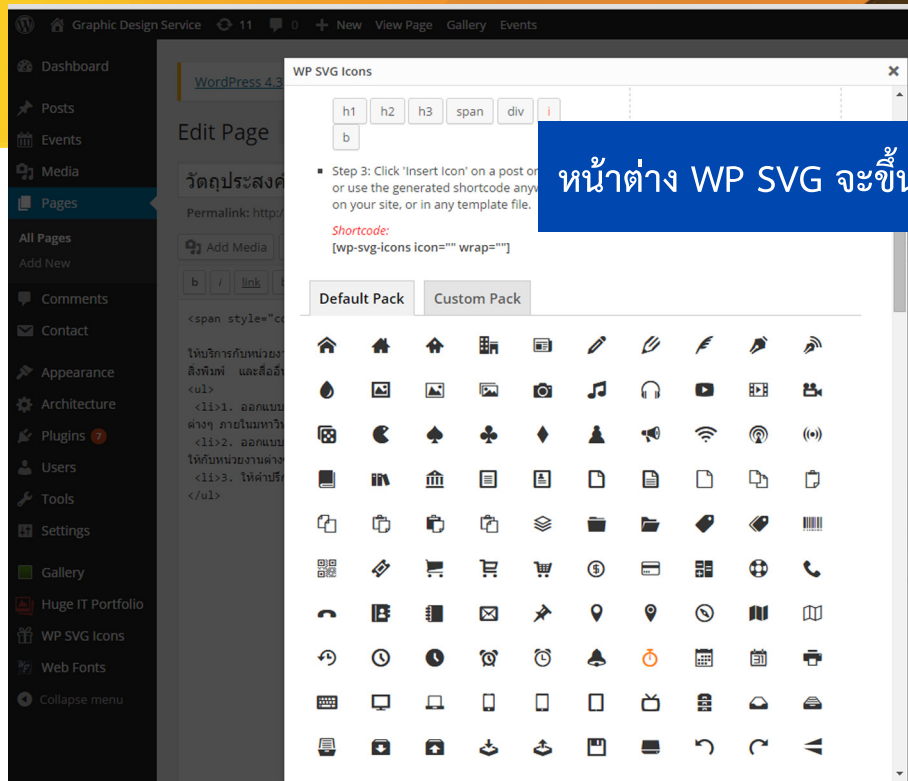 Graphic Design Service 11 0 + New View Page Gallery Events
Dashboard
Posts
Events
Media
Pages
All Pages
Add New
Comments
Contact
Appearance
Architecture
Plugins 7
Users
Tools
Settings
Gallery
Huge IT Portfolio
WP SVG Icons
Web Fonts
Collapse menu
WordPress 4.3
Edit Page
วัตถุประสงค์
Permalink: http:/
Add Media
b i link
<span style="co
ให้บริการกับหน่วยงา
สิ่งพิมพ์ และสื่ออื่
<ul>
<li>1. ออกแบบ
ต่างๆ ภายในมหาวิ
<li>2. ออกแบบ
ให้กับหน่วยงานต่าง
<li>3. ให้คำปรึก
</ul>
WP SVG Icons
h1 h2 h3 span div i
b
Step 3: Click 'Insert Icon' on a post or
or use the generated shortcode anyw
on your site, or in any template file.
Shortcode:
[wp-svg-icons icon="" wrap=""]
หน้าต่าง WP SVG จะขึ้น
Default Pack Custom Pack